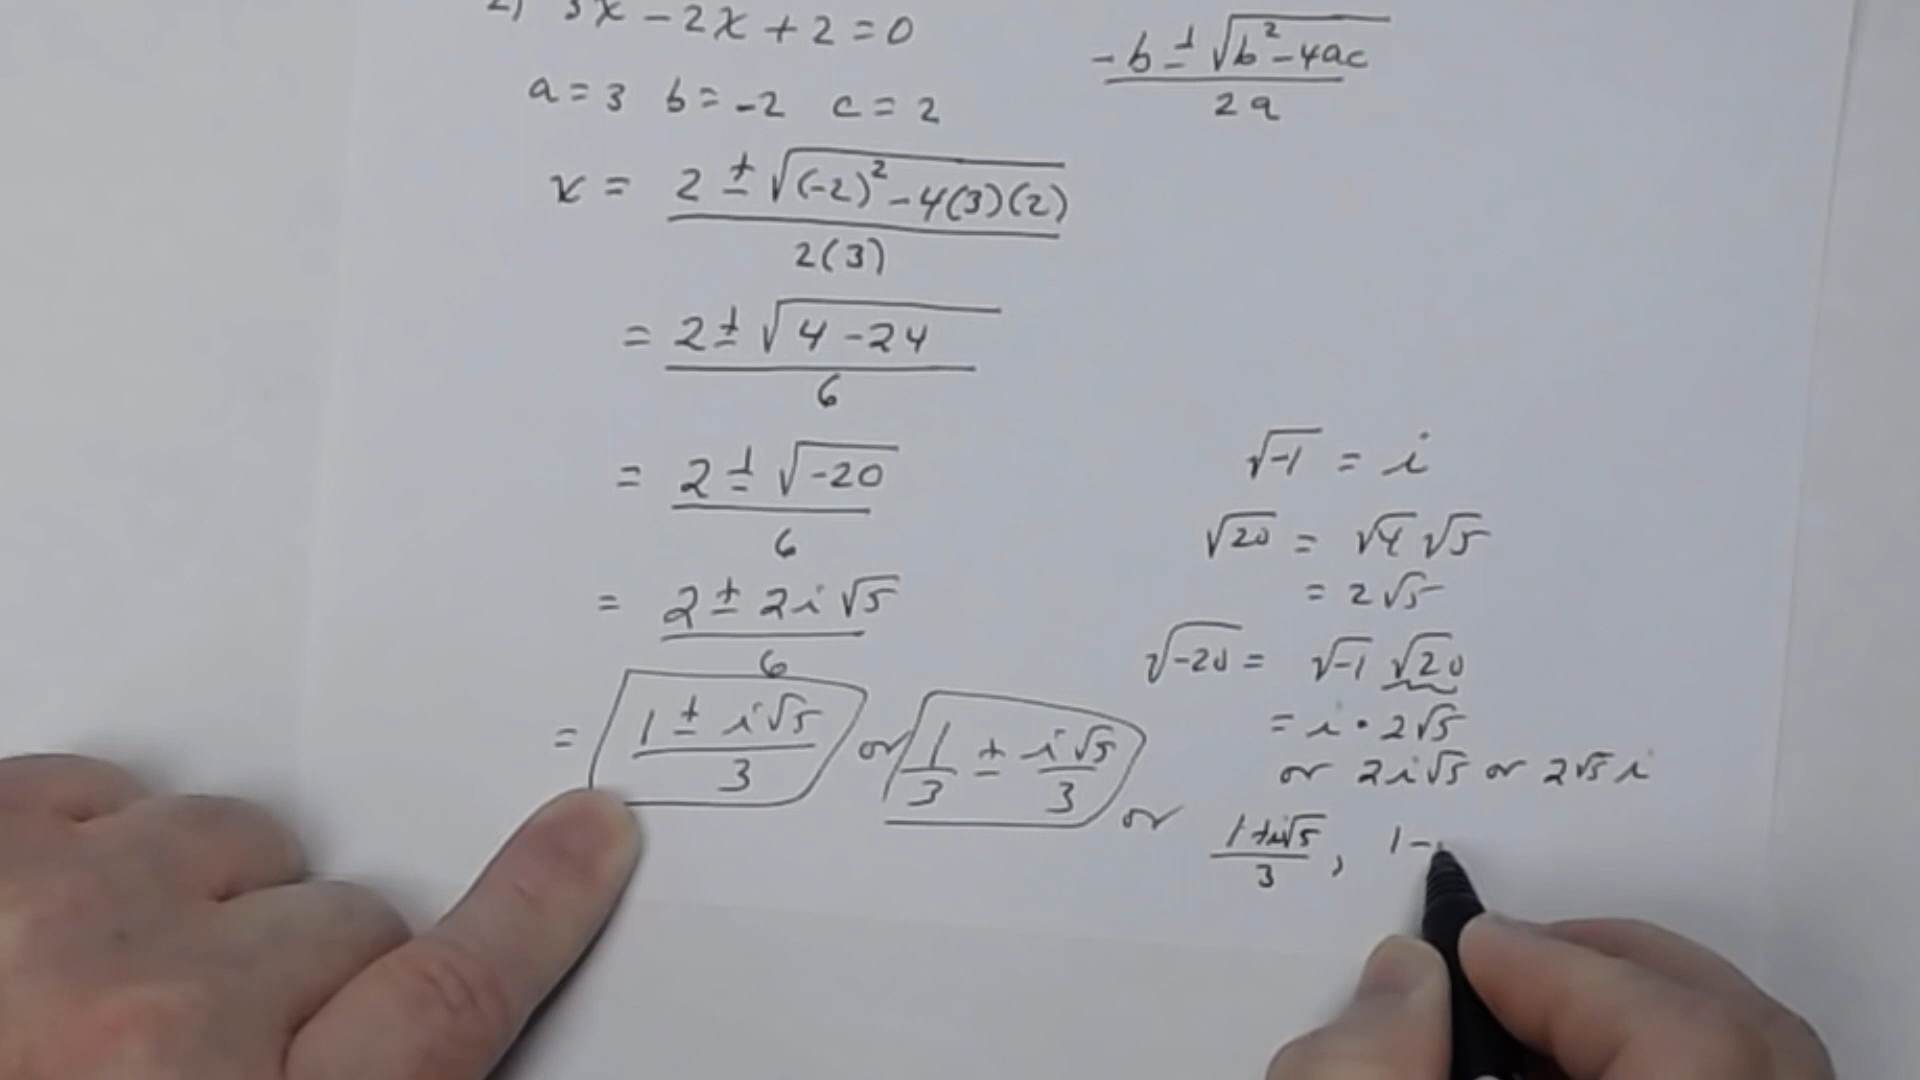 2) 3x - 2x + 2 = 0
a = 3 b = -2 c = 2
-b ± √(b² - 4ac) / 2a
x = 2 ± √((-2)² - 4(3)(2)) / 2(3)
= 2 ± √(4 - 24) / 6
= 2 ± √(-20) / 6
= 2 ± 2i√5 / 6
= 1 ± i√5 / 3 or 1/3 ± i√5/3 or 1+i√5 / 3, 1 -
√-1 = i
√20 = √4 √5
= 2√5
√-20 = √-1 √20
= i • 2√5
or 2i√5 or 2√5 i